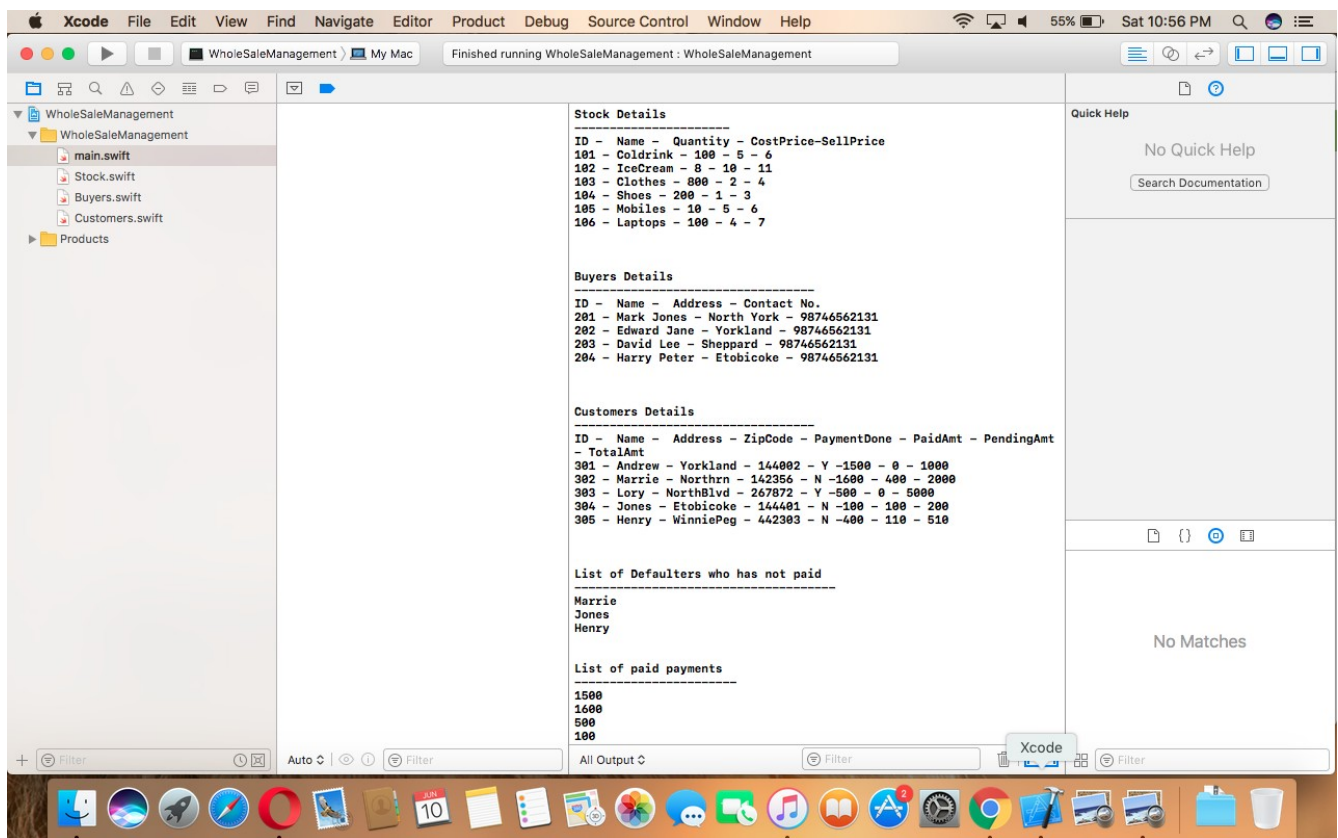 Xcode File Edit View Find Navigate Editor Product Debug Source Control Window Help 55% Sat 10:56 PM
WholeSaleManagement My Mac Finished running WholeSaleManagement : WholeSaleManagement
WholeSaleManagement
WholeSaleManagement
main.swift
Stock.swift
Buyers.swift
Customers.swift
Products
Stock Details
-----------------------
ID - Name - Quantity - CostPrice-SellPrice
101 - Coldrink - 100 - 5 - 6
102 - IceCream - 8 - 10 - 11
103 - Clothes - 800 - 2 - 4
104 - Shoes - 200 - 1 - 3
105 - Mobiles - 10 - 5 - 6
106 - Laptops - 100 - 4 - 7
Buyers Details
-----------------------------------
ID - Name - Address - Contact No.
201 - Mark Jones - North York - 98746562131
202 - Edward Jane - Yorkland - 98746562131
203 - David Lee - Sheppard - 98746562131
204 - Harry Peter - Etobicoke - 98746562131
Customers Details
-----------------------------------
ID - Name - Address - ZipCode - PaymentDone - PaidAmt - PendingAmt
- TotalAmt
301 - Andrew - Yorkland - 144002 - Y -1500 - 0 - 1000
302 - Marrie - Northrn - 142356 - N -1600 - 400 - 2000
303 - Lory - NorthBlvd - 267872 - Y -500 - 0 - 5000
304 - Jones - Etobicoke - 144401 - N -100 - 100 - 200
305 - Henry - WinniePeg - 442303 - N -400 - 110 - 510
List of Defaulters who has not paid
--------------------------------------
Marrie
Jones
Henry
List of paid payments
------------------------
1500
1600
500
100
Quick Help
No Quick Help
Search Documentation
No Matches
Xcode
Filter
Auto Filter
All Output Filter
Filter
JUN
10
2